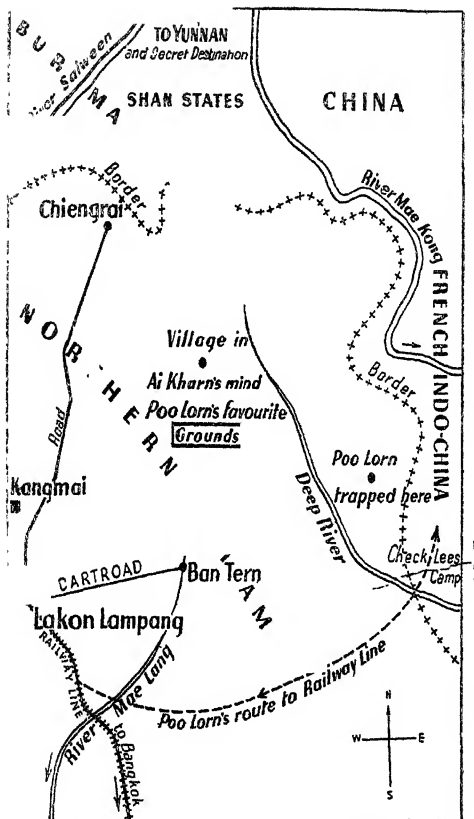 BURMA
River Salween
TO YUNNAN
and Secret Destination
SHAN STATES
CHINA
Border
Chiengrai
River Mae Kong
FRENCH INDO-CHINA
NORTHERN
Village in
Ai Kharn's mind
Poo Lorn's favourite
Grounds
Border
Road
Kangmai
Deep River
Poo Lorn
trapped here
Check Lees
Camp
CARTROAD
Ban Tern
AM
Lakon Lampang
RAILWAY LINE
to Bangkok
River Mae Lang
Poo Lorn's route to Railway Line
N
W
E
S